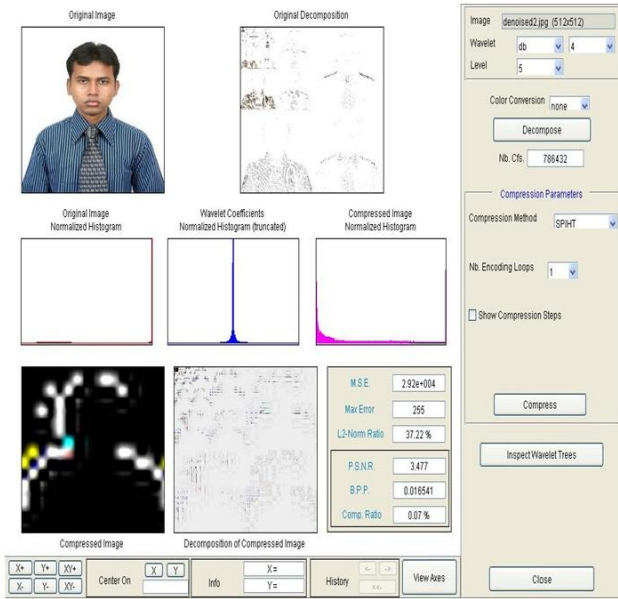 Original Image
Original Decomposition
Original Image
Normalized Histogram
Wavelet Coefficients
Normalized Histogram (truncated)
Compressed Image
Normalized Histogram
M.S.E. 2.92e+004
Max Error 255
L2-Norm Ratio 37.22 %
P.S.N.R. 3.477
B.P.P. 0.016541
Comp. Ratio 0.07 %
Compressed Image
Decomposition of Compressed Image
Image denoised2.jpg (512x512)
Wavelet db 4
Level 5
Color Conversion none
Decompose
Nb. Cfs. 786432
Compression Parameters
Compression Method SPIHT
Nb. Encoding Loops 1
Show Compression Steps
Compress
Inspect Wavelet Trees
Close
X+ Y+ XY+
X- Y- XY-
Center On X Y
Info X=
Y=
History <- ->
<<-
View Axes